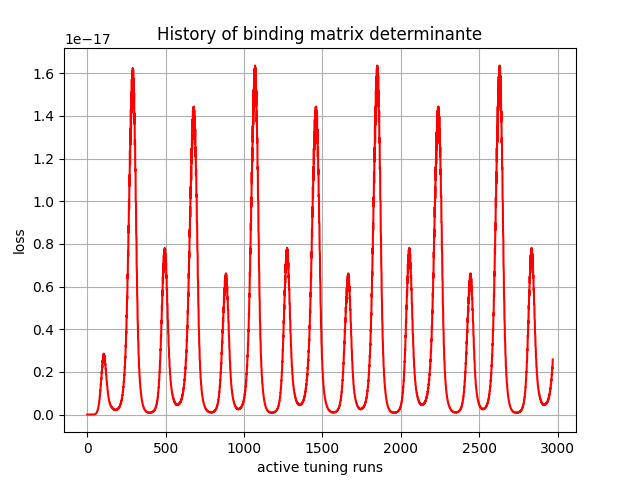 History of binding matrix determinante
1e−17
1.6
1.4
1.2
1.0
0.8
0.6
0.4
0.2
0.0
loss
0 500 1000 1500 2000 2500 3000
active tuning runs